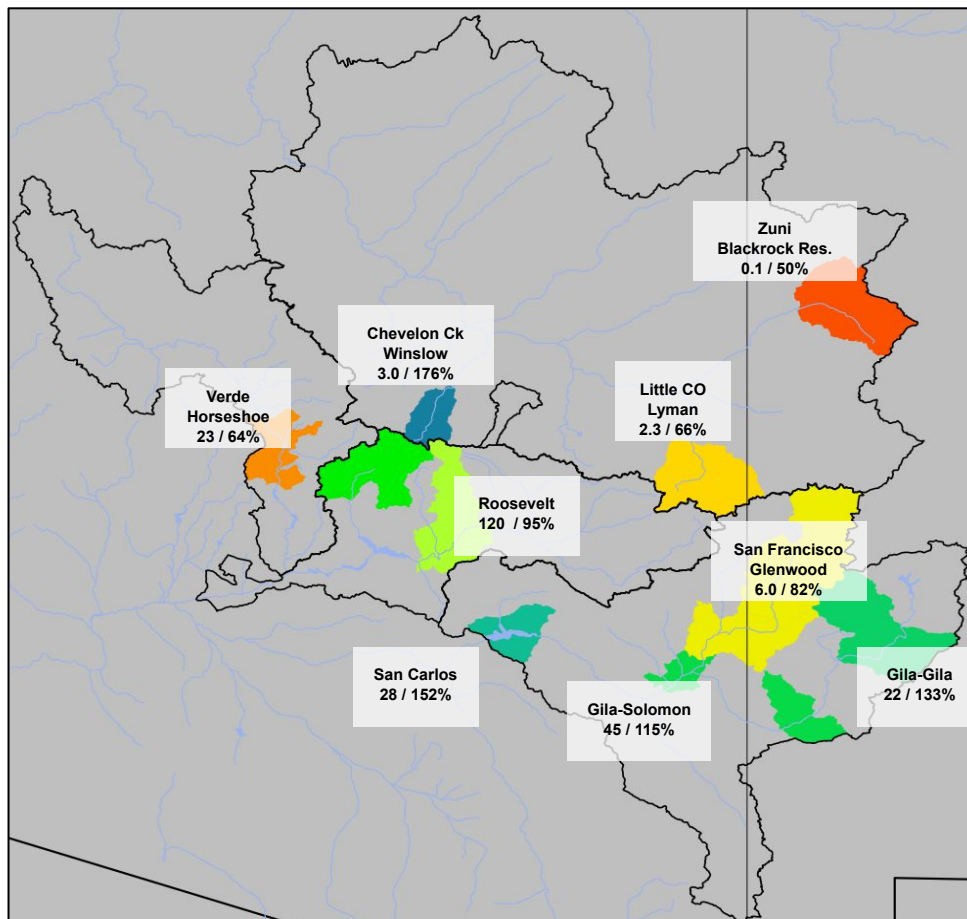 Zuni
Blackrock Res.
0.1 / 50%
Chevelon Ck
Winslow
3.0 / 176%
Verde
Horseshoe
23 / 64%
Little CO
Lyman
2.3 / 66%
Roosevelt
120 / 95%
San Francisco
Glenwood
6.0 / 82%
San Carlos
28 / 152%
Gila-Solomon
45 / 115%
Gila-Gila
22 / 133%